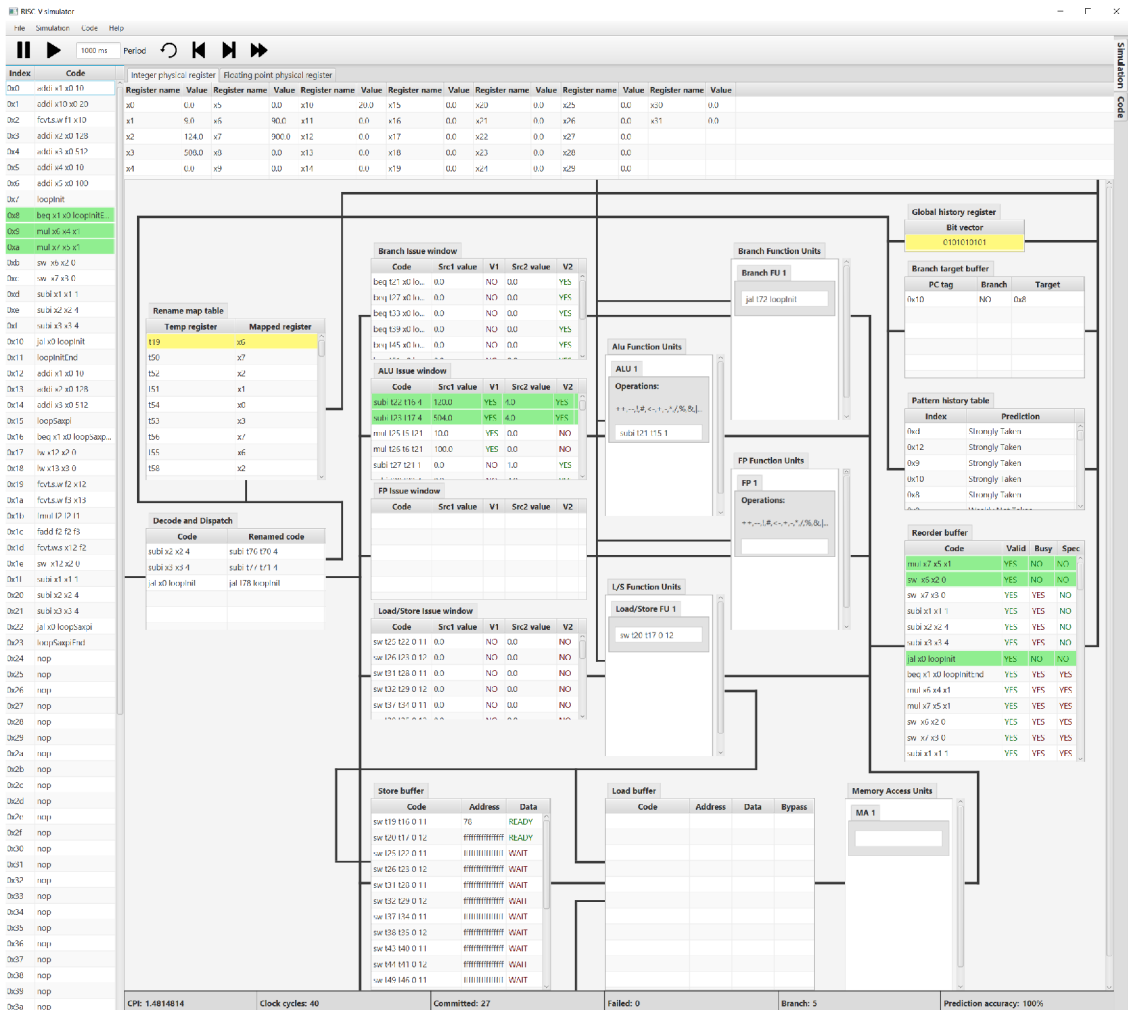 RISC-V simulator
File Simulation Code Help
1000 ms Period
Simulation
Code
Index Code
0x0 addi x1 x0 10
0x1 addi x10 x0 20
0x2 fcvt.s.w f1 x10
0x3 addi x2 x0 128
0x4 addi x3 x0 512
0x5 addi x4 x0 10
0x6 addi x5 x0 100
0x7 loopInit
0x8 beq x1 x0 loopInitE...
0x9 mul x6 x4 x1
0xa mul x7 x5 x1
0xb sw x6 x2 0
0xc sw x7 x3 0
0xd subi x1 x1 1
0xe subi x2 x2 4
0xf subi x3 x3 4
0x10 jal x0 loopInit
0x11 loopInitEnd
0x12 addi x1 x0 10
0x13 addi x2 x0 128
0x14 addi x3 x0 512
0x15 loopSaxpi
0x16 beq x1 x0 loopSaxp...
0x17 lw x12 x2 0
0x18 lw x13 x3 0
0x19 fcvt.s.w f2 x12
0x1a fcvt.s.w f3 x13
0x1b fmul f2 f2 f1
0x1c fadd f2 f2 f3
0x1d fcvt.w.s x12 f2
0x1e sw x12 x2 0
0x1f subi x1 x1 1
0x20 subi x2 x2 4
0x21 subi x3 x3 4
0x22 jal x0 loopSaxpi
0x23 loopSaxpiEnd
0x24 nop
0x25 nop
0x26 nop
0x27 nop
0x28 nop
0x29 nop
0x2a nop
0x2b nop
0x2c nop
0x2d nop
0x2e nop
0x2f nop
0x30 nop
0x31 nop
0x32 nop
0x33 nop
0x34 nop
0x35 nop
0x36 nop
0x37 nop
0x38 nop
0x39 nop
0x3a nop
Integer physical register Floating point physical register
Register name Value Register name Value Register name Value Register name Value Register name Value Register name Value Register name Value
x0 0.0 x5 0.0 x10 20.0 x15 0.0 x20 0.0 x25 0.0 x30 0.0
x1 9.0 x6 90.0 x11 0.0 x16 0.0 x21 0.0 x26 0.0 x31 0.0
x2 124.0 x7 900.0 x12 0.0 x17 0.0 x22 0.0 x27 0.0
x3 508.0 x8 0.0 x13 0.0 x18 0.0 x23 0.0 x28 0.0
x4 0.0 x9 0.0 x14 0.0 x19 0.0 x24 0.0 x29 0.0
Rename map table
Temp register Mapped register
t19 x6
t50 x7
t52 x2
t51 x1
t54 x0
t53 x3
t56 x7
t55 x6
t58 x2
Decode and Dispatch
Code Renamed code
subi x2 x2 4 subi t76 t70 4
subi x3 x3 4 subi t77 t71 4
jal x0 loopInit jal t78 loopInit
Branch Issue window
Code Src1 value V1 Src2 value V2
beq t21 x0 lo... 0.0 NO 0.0 YES
beq t27 x0 lo... 0.0 NO 0.0 YES
beq t33 x0 lo... 0.0 NO 0.0 YES
beq t39 x0 lo... 0.0 NO 0.0 YES
beq t45 x0 lo... 0.0 NO 0.0 YES
ALU Issue window
Code Src1 value V1 Src2 value V2
subi t22 t16 4 120.0 YES 4.0
subi t23 t17 4 504.0 YES 4.0
mul t25 t5 t21 10.0 YES 0.0 NO
mul t26 t6 t21 100.0 YES 0.0 NO
subi t27 t21 1 0.0 NO 1.0 YES
FP Issue window
Code Src1 value V1 Src2 value V2
Load/Store Issue window
Code Src1 value V1 Src2 value V2
sw t25 t22 0 11 0.0 NO 0.0 NO
sw t26 t23 0 12 0.0 NO 0.0 NO
sw t31 t28 0 11 0.0 NO 0.0 NO
sw t32 t29 0 12 0.0 NO 0.0 NO
sw t37 t34 0 11 0.0 NO 0.0 NO
Branch Function Units
Branch FU 1
jal t72 loopInit
Alu Function Units
ALU 1
Operations:
subi t21 t15 1
FP Function Units
FP 1
Operations:
L/S Function Units
Load/Store FU 1
sw t20 t17 0 12
Global history register
Bit vector
0101010101
Branch target buffer
PC tag Branch Target
0x10 NO 0x8
Pattern history table
Index Prediction
0xd Strongly Taken
0x12 Strongly Taken
0x9 Strongly Taken
0x10 Strongly Taken
0x8 Strongly Taken
Reorder buffer
Code Valid Busy Spec
mul x7 x5 x1 YES NO NO
sw x6 x2 0 YES NO NO
sw x7 x3 0 YES YES NO
subi x1 x1 1 YES YES NO
subi x2 x2 4 YES YES NO
subi x3 x3 4 YES YES NO
jal x0 loopInit YES NO NO
beq x1 x0 loopInitEnd YES YES YES
mul x6 x4 x1 YES YES YES
mul x7 x5 x1 YES YES YES
sw x6 x2 0 YES YES YES
sw x7 x3 0 YES YES YES
subi x1 x1 1 YES YES YES
Store buffer
Code Address Data
sw t19 t16 0 11 78 READY
sw t20 t17 0 12 ffffffffffffffff READY
sw t25 t22 0 11 ffffffffffffffff WAIT
sw t26 t23 0 12 ffffffffffffffff WAIT
sw t31 t28 0 11 ffffffffffffffff WAIT
sw t32 t29 0 12 ffffffffffffffff WAIT
sw t37 t34 0 11 ffffffffffffffff WAIT
sw t38 t35 0 12 ffffffffffffffff WAIT
sw t43 t40 0 11 ffffffffffffffff WAIT
sw t44 t41 0 12 ffffffffffffffff WAIT
sw t49 t46 0 11 ffffffffffffffff WAIT
Load buffer
Code Address Data Bypass
Memory Access Units
MA 1
CPI: 1.4814814 Clock cycles: 40 Committed: 27 Failed: 0 Branch: 5 Prediction accuracy: 100%